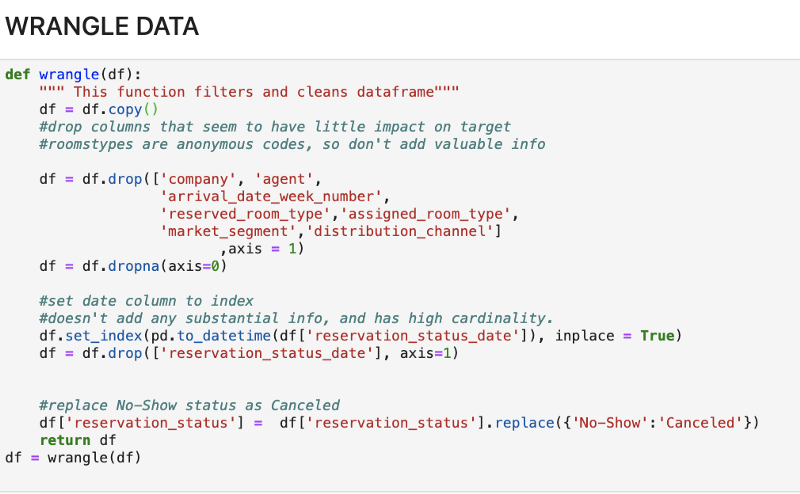 WRANGLE DATA
def wrangle(df):
    """ This function filters and cleans dataframe"""
    df = df.copy()
    #drop columns that seem to have little impact on target
    #roomstypes are anonymous codes, so don't add valuable info
    df = df.drop(['company', 'agent',
                  'arrival_date_week_number',
                  'reserved_room_type','assigned_room_type',
                  'market_segment','distribution_channel']
                         ,axis = 1)
    df = df.dropna(axis=0)
    #set date column to index
    #doesn't add any substantial info, and has high cardinality.
    df.set_index(pd.to_datetime(df['reservation_status_date']), inplace = True)
    df = df.drop(['reservation_status_date'], axis=1)
    #replace No-Show status as Canceled
    df['reservation_status'] =  df['reservation_status'].replace({'No-Show':'Canceled'})
    return df
df = wrangle(df)